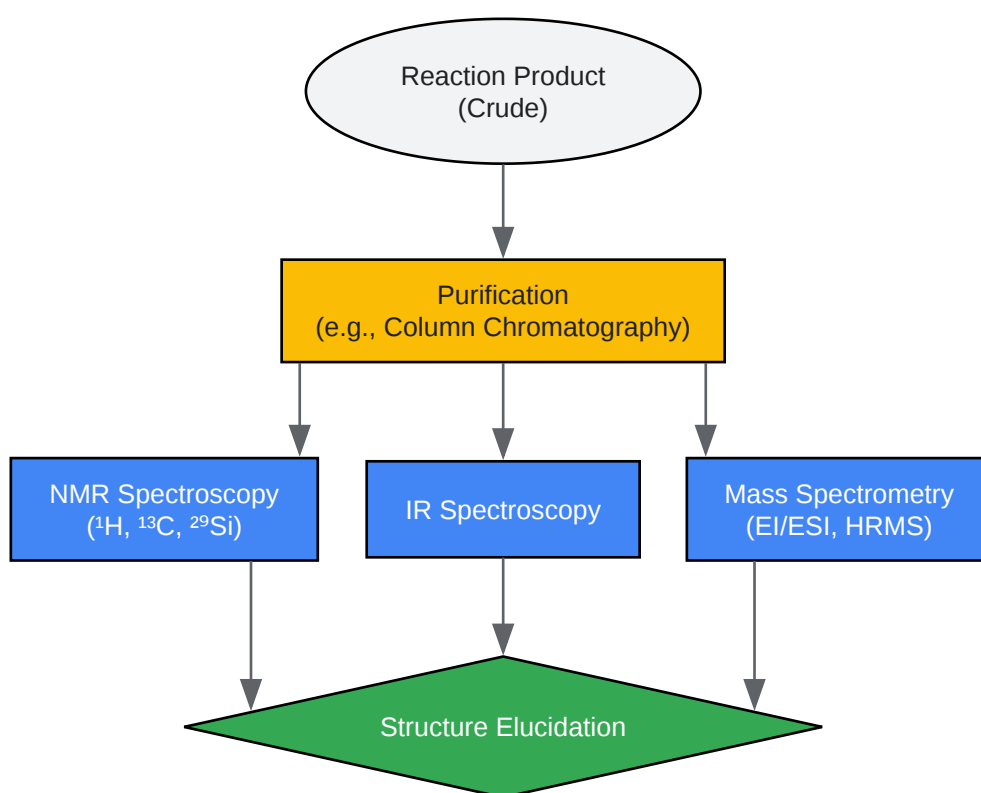 Reaction Product
(Crude)
Purification
(e.g., Column Chromatography)
NMR Spectroscopy
(¹H, ¹³C, ²⁹Si)
IR Spectroscopy
Mass Spectrometry
(EI/ESI, HRMS)
Structure Elucidation